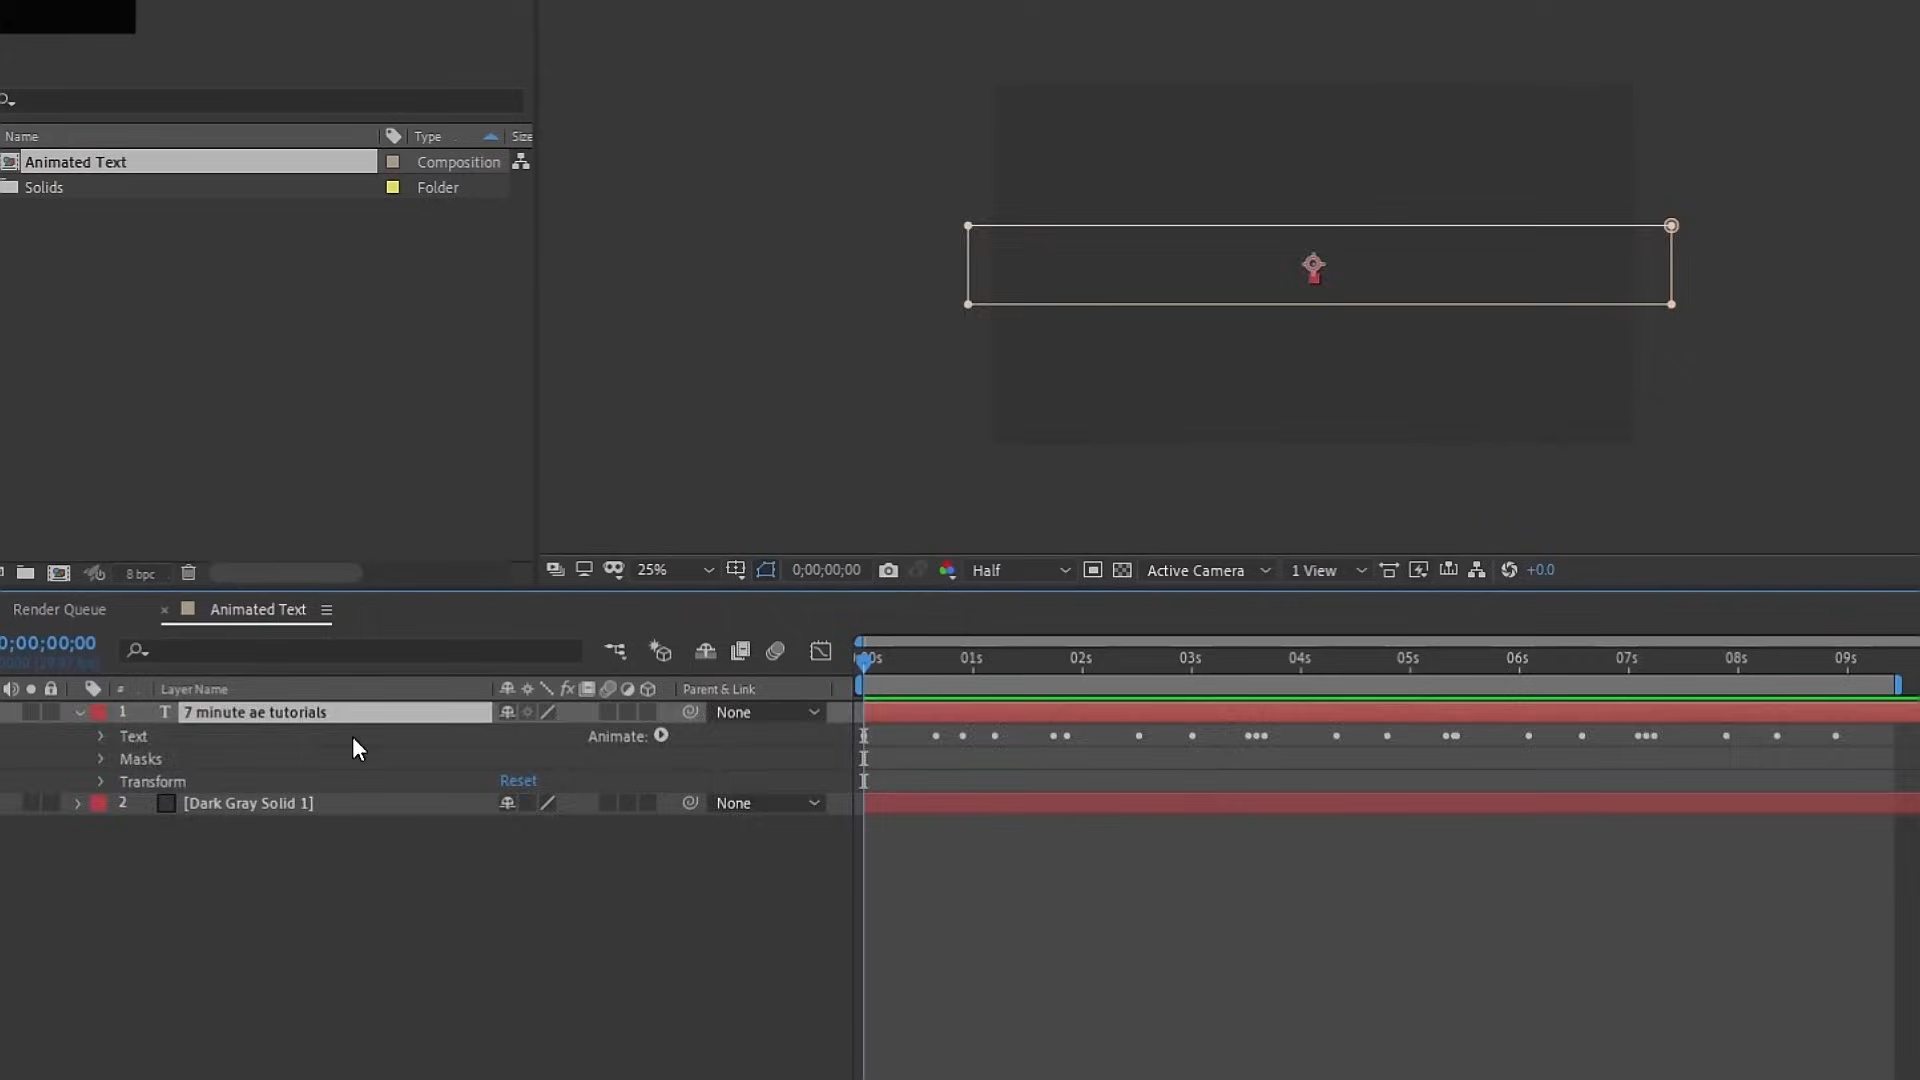 Name Type Size
Animated Text Composition
Solids Folder
8 bpc
25% 0;00;00;00 Half Active Camera 1 View +0.0
Render Queue × Animated Text
0;00;00;00
01s 02s 03s 04s 05s 06s 07s 08s 09s
Layer Name fx Parent & Link
1 T 7 minute ae tutorials None
Text Animate:
Masks
Transform Reset
2 [Dark Gray Solid 1] None